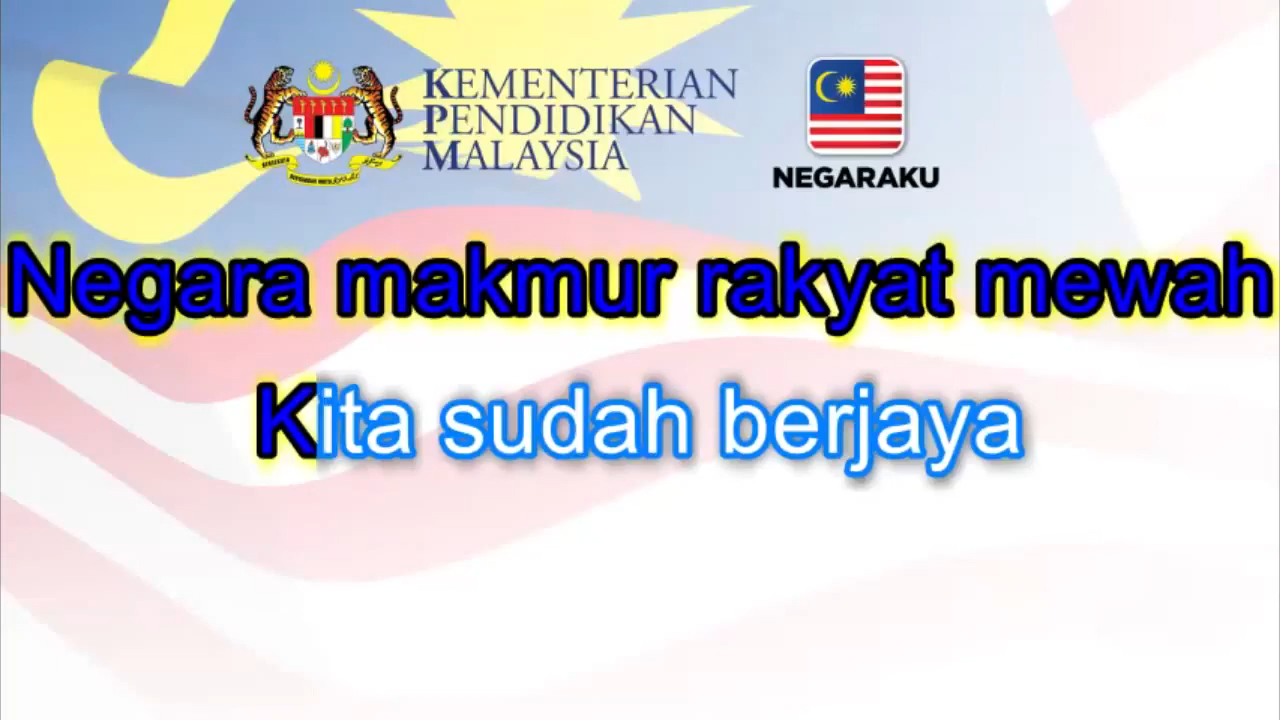 KEMENTERIAN
PENDIDIKAN
MALAYSIA
NEGARAKU
Negara makmur rakyat mewah
Kita sudah berjaya